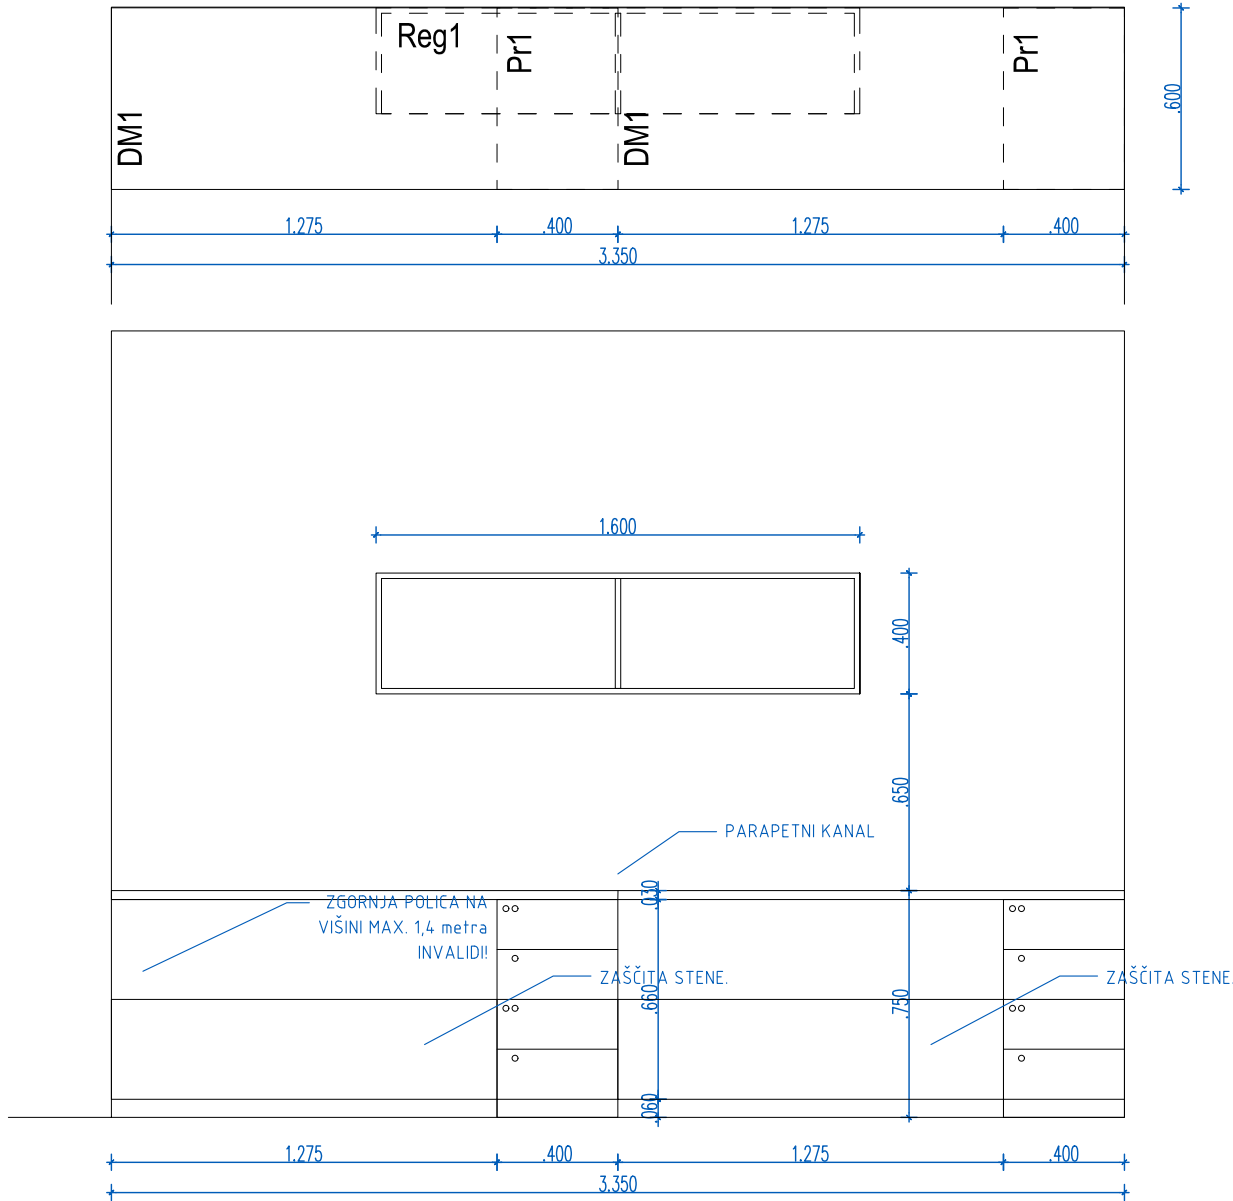 Reg1
Pr1
Pr1
DM1
DM1
.600
1.275
.400
1.275
.400
3.350
1.600
.400
.650
PARAPETNI KANAL
.030
ZGORNJA POLICA NA
VIŠINI MAX. 1,4 metra
INVALIDI!
ZAŠČITA STENE.
ZAŠČITA STENE.
.660
.750
.060
1.275
.400
1.275
.400
3.350